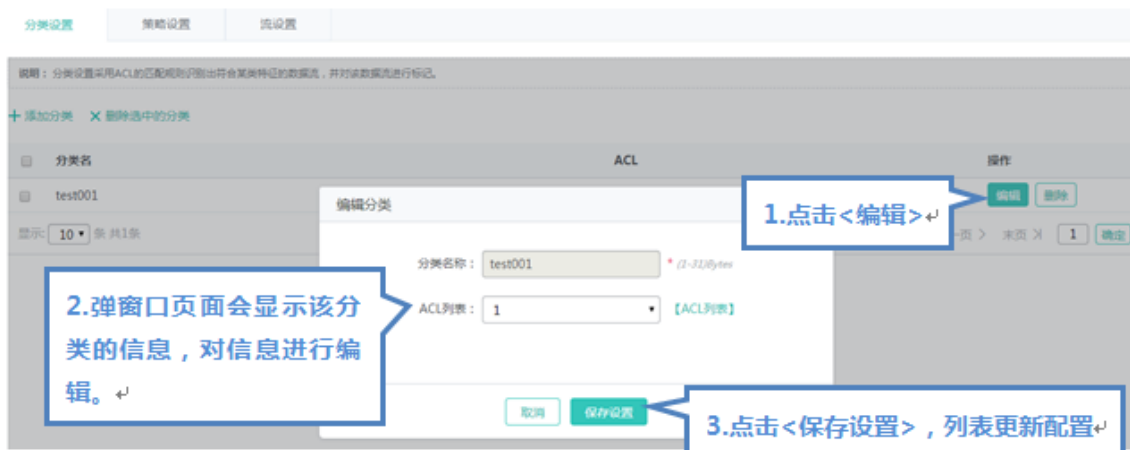 分类设置 策略设置 流设置
说明：分类设置采用ACL的匹配规则识别出符合某类特征的数据流，并对该数据流进行标记。
+ 添加分类 × 删除选中的分类
分类名 ACL 操作
test001 编辑 删除
显示: 10 条 共1条 页 末页 1 确定
编辑分类
分类名称： test001 * (1-31)Bytes
ACL列表： 1 【ACL列表】
取消 保存设置
1.点击<编辑>↵
2.弹窗口页面会显示该分
类的信息，对信息进行编
辑。↵
3.点击<保存设置>，列表更新配置↵